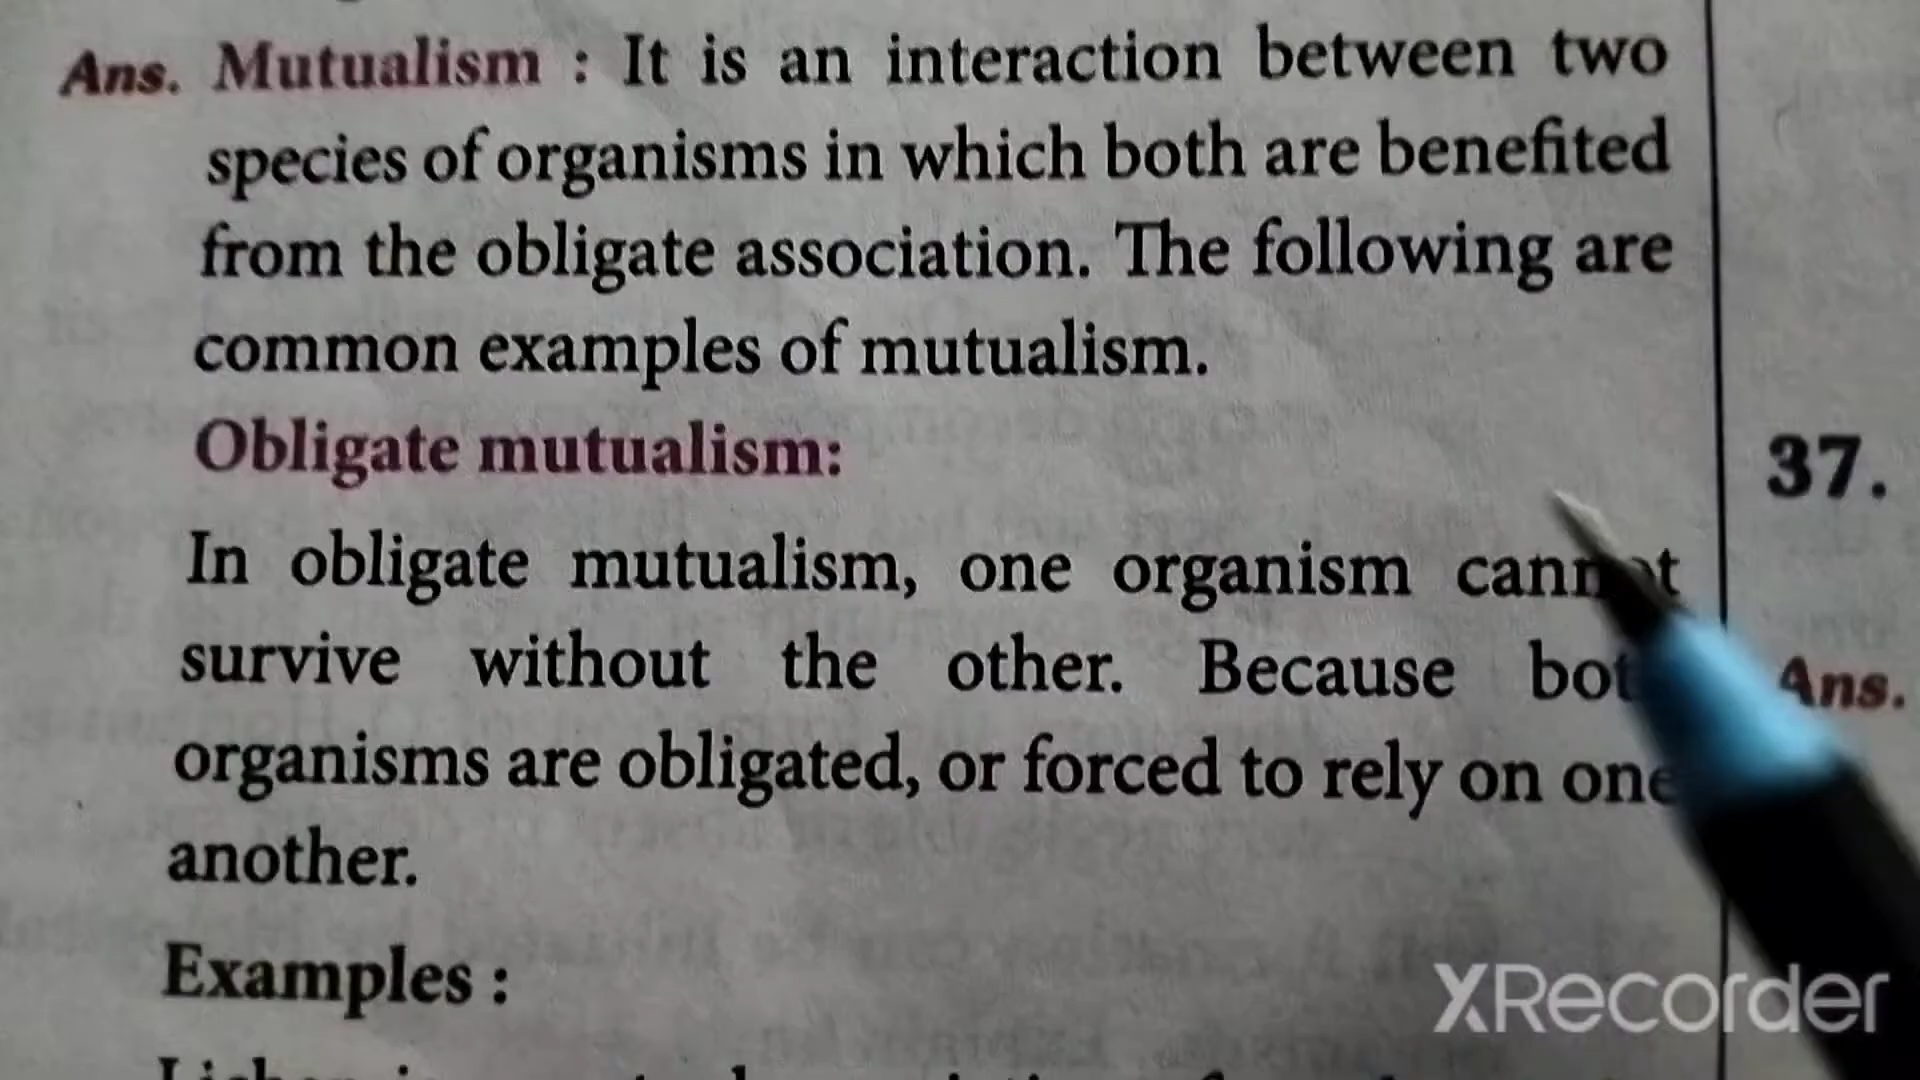 Ans. Mutualism : It is an interaction between two
species of organisms in which both are benefited
from the obligate association. The following are
common examples of mutualism.
Obligate mutualism:
In obligate mutualism, one organism cannot
survive without the other. Because both
organisms are obligated, or forced to rely on one
another.
Examples :
37.
Ans.
XRecorder